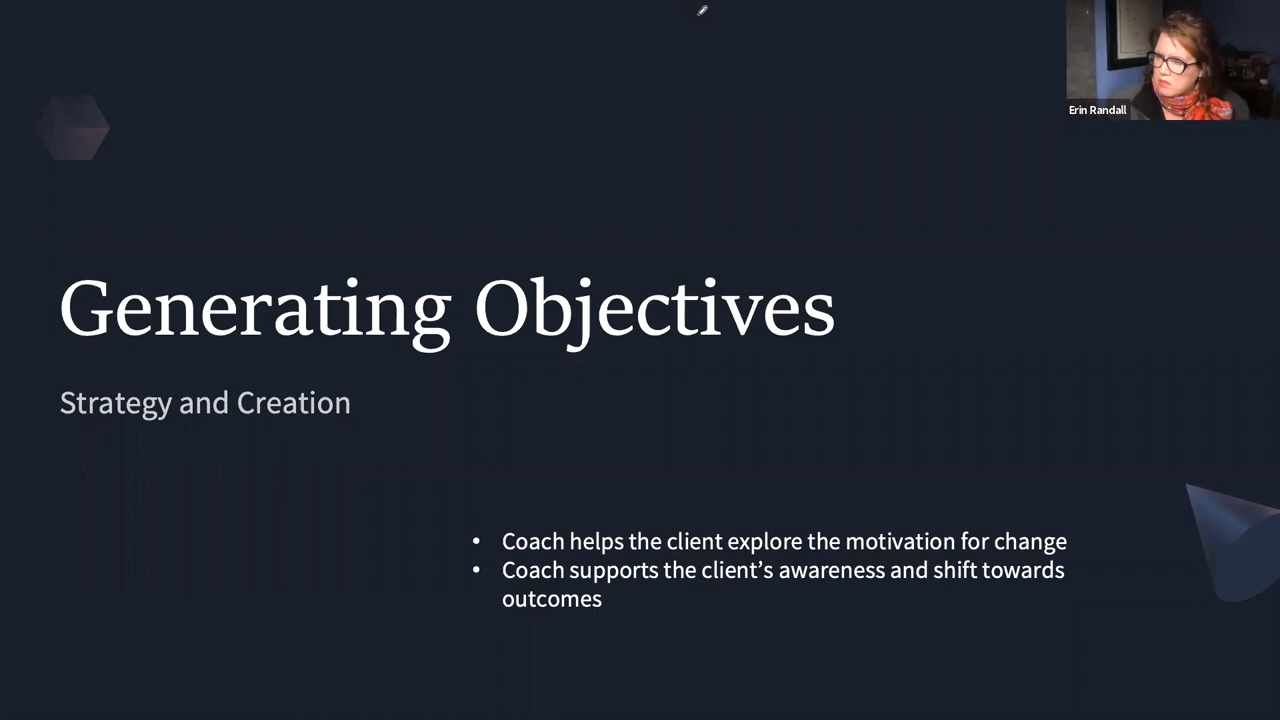 Erin Randall
Generating Objectives
Strategy and Creation
• Coach helps the client explore the motivation for change
• Coach supports the client’s awareness and shift towards
outcomes